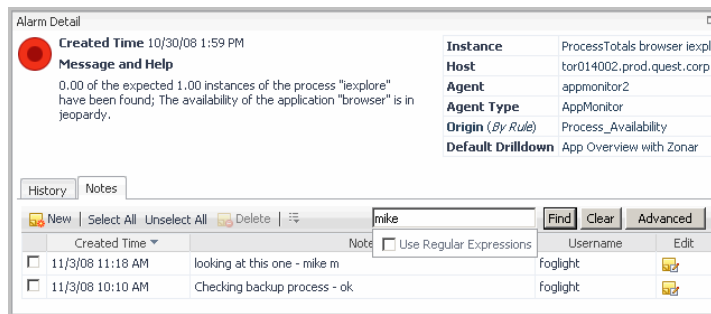 Alarm Detail
Created Time 10/30/08 1:59 PM
Message and Help
0.00 of the expected 1.00 instances of the process "iexplore"
have been found; The availability of the application "browser" is in
jeopardy.
Instance ProcessTotals browser iexpl
Host tor014002.prod.quest.corp
Agent appmonitor2
Agent Type AppMonitor
Origin (By Rule) Process_Availability
Default Drilldown App Overview with Zonar
History Notes
New Select All Unselect All Delete mike Find Clear Advanced
Created Time Note Use Regular Expressions Username Edit
11/3/08 11:18 AM looking at this one - mike m foglight
11/3/08 10:10 AM Checking backup process - ok foglight